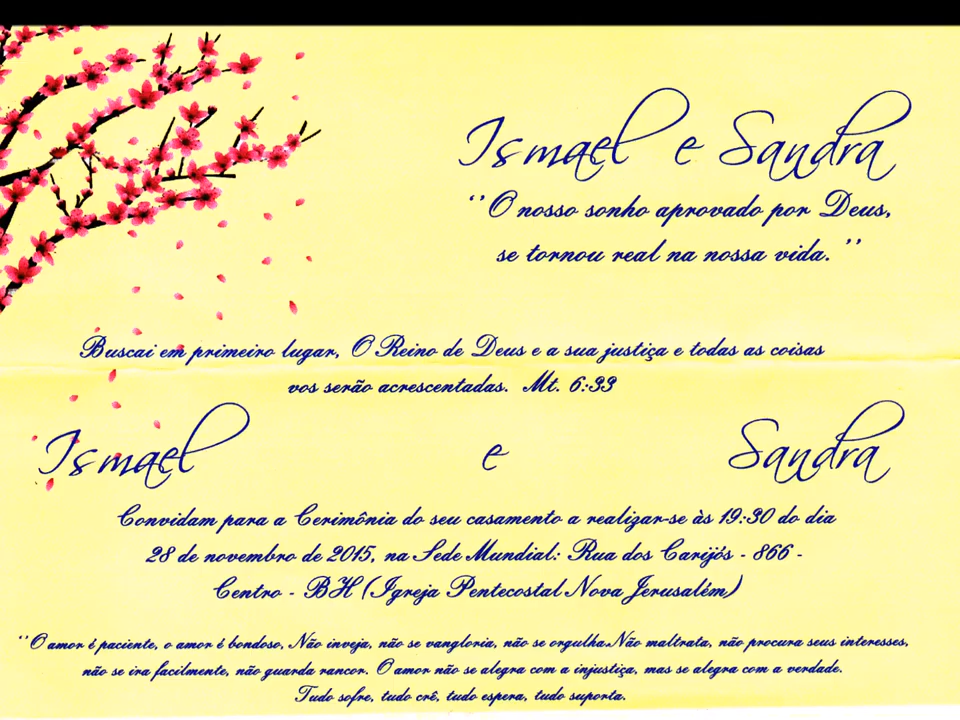 Ismael e Sandra
‘‘O nosso sonho aprovado por Deus,
se tornou real na nossa vida. ’’
Buscai em primeiro lugar, O Reino de Deus e a sua justiça e todas as coisas
vos serão acrescentadas. Mt. 6:33
Ismael e Sandra
Convidam para a Cerimônia do seu casamento a realizar-se às 19:30 do dia
28 de novembro de 2015, na Sede Mundial: Rua dos Carijós - 866 -
Centro - BH (Igreja Pentecostal Nova Jerusalém)
‘‘O amor é paciente, o amor é bondoso, Não inveja, não se vangloria, não se orgulha.Não maltrata, não procura seus interesses,
não se ira facilmente, não guarda rancor. O amor não se alegra com a injustiça, mas se alegra com a verdade.
Tudo sofre, tudo crê, tudo espera, tudo suporta.